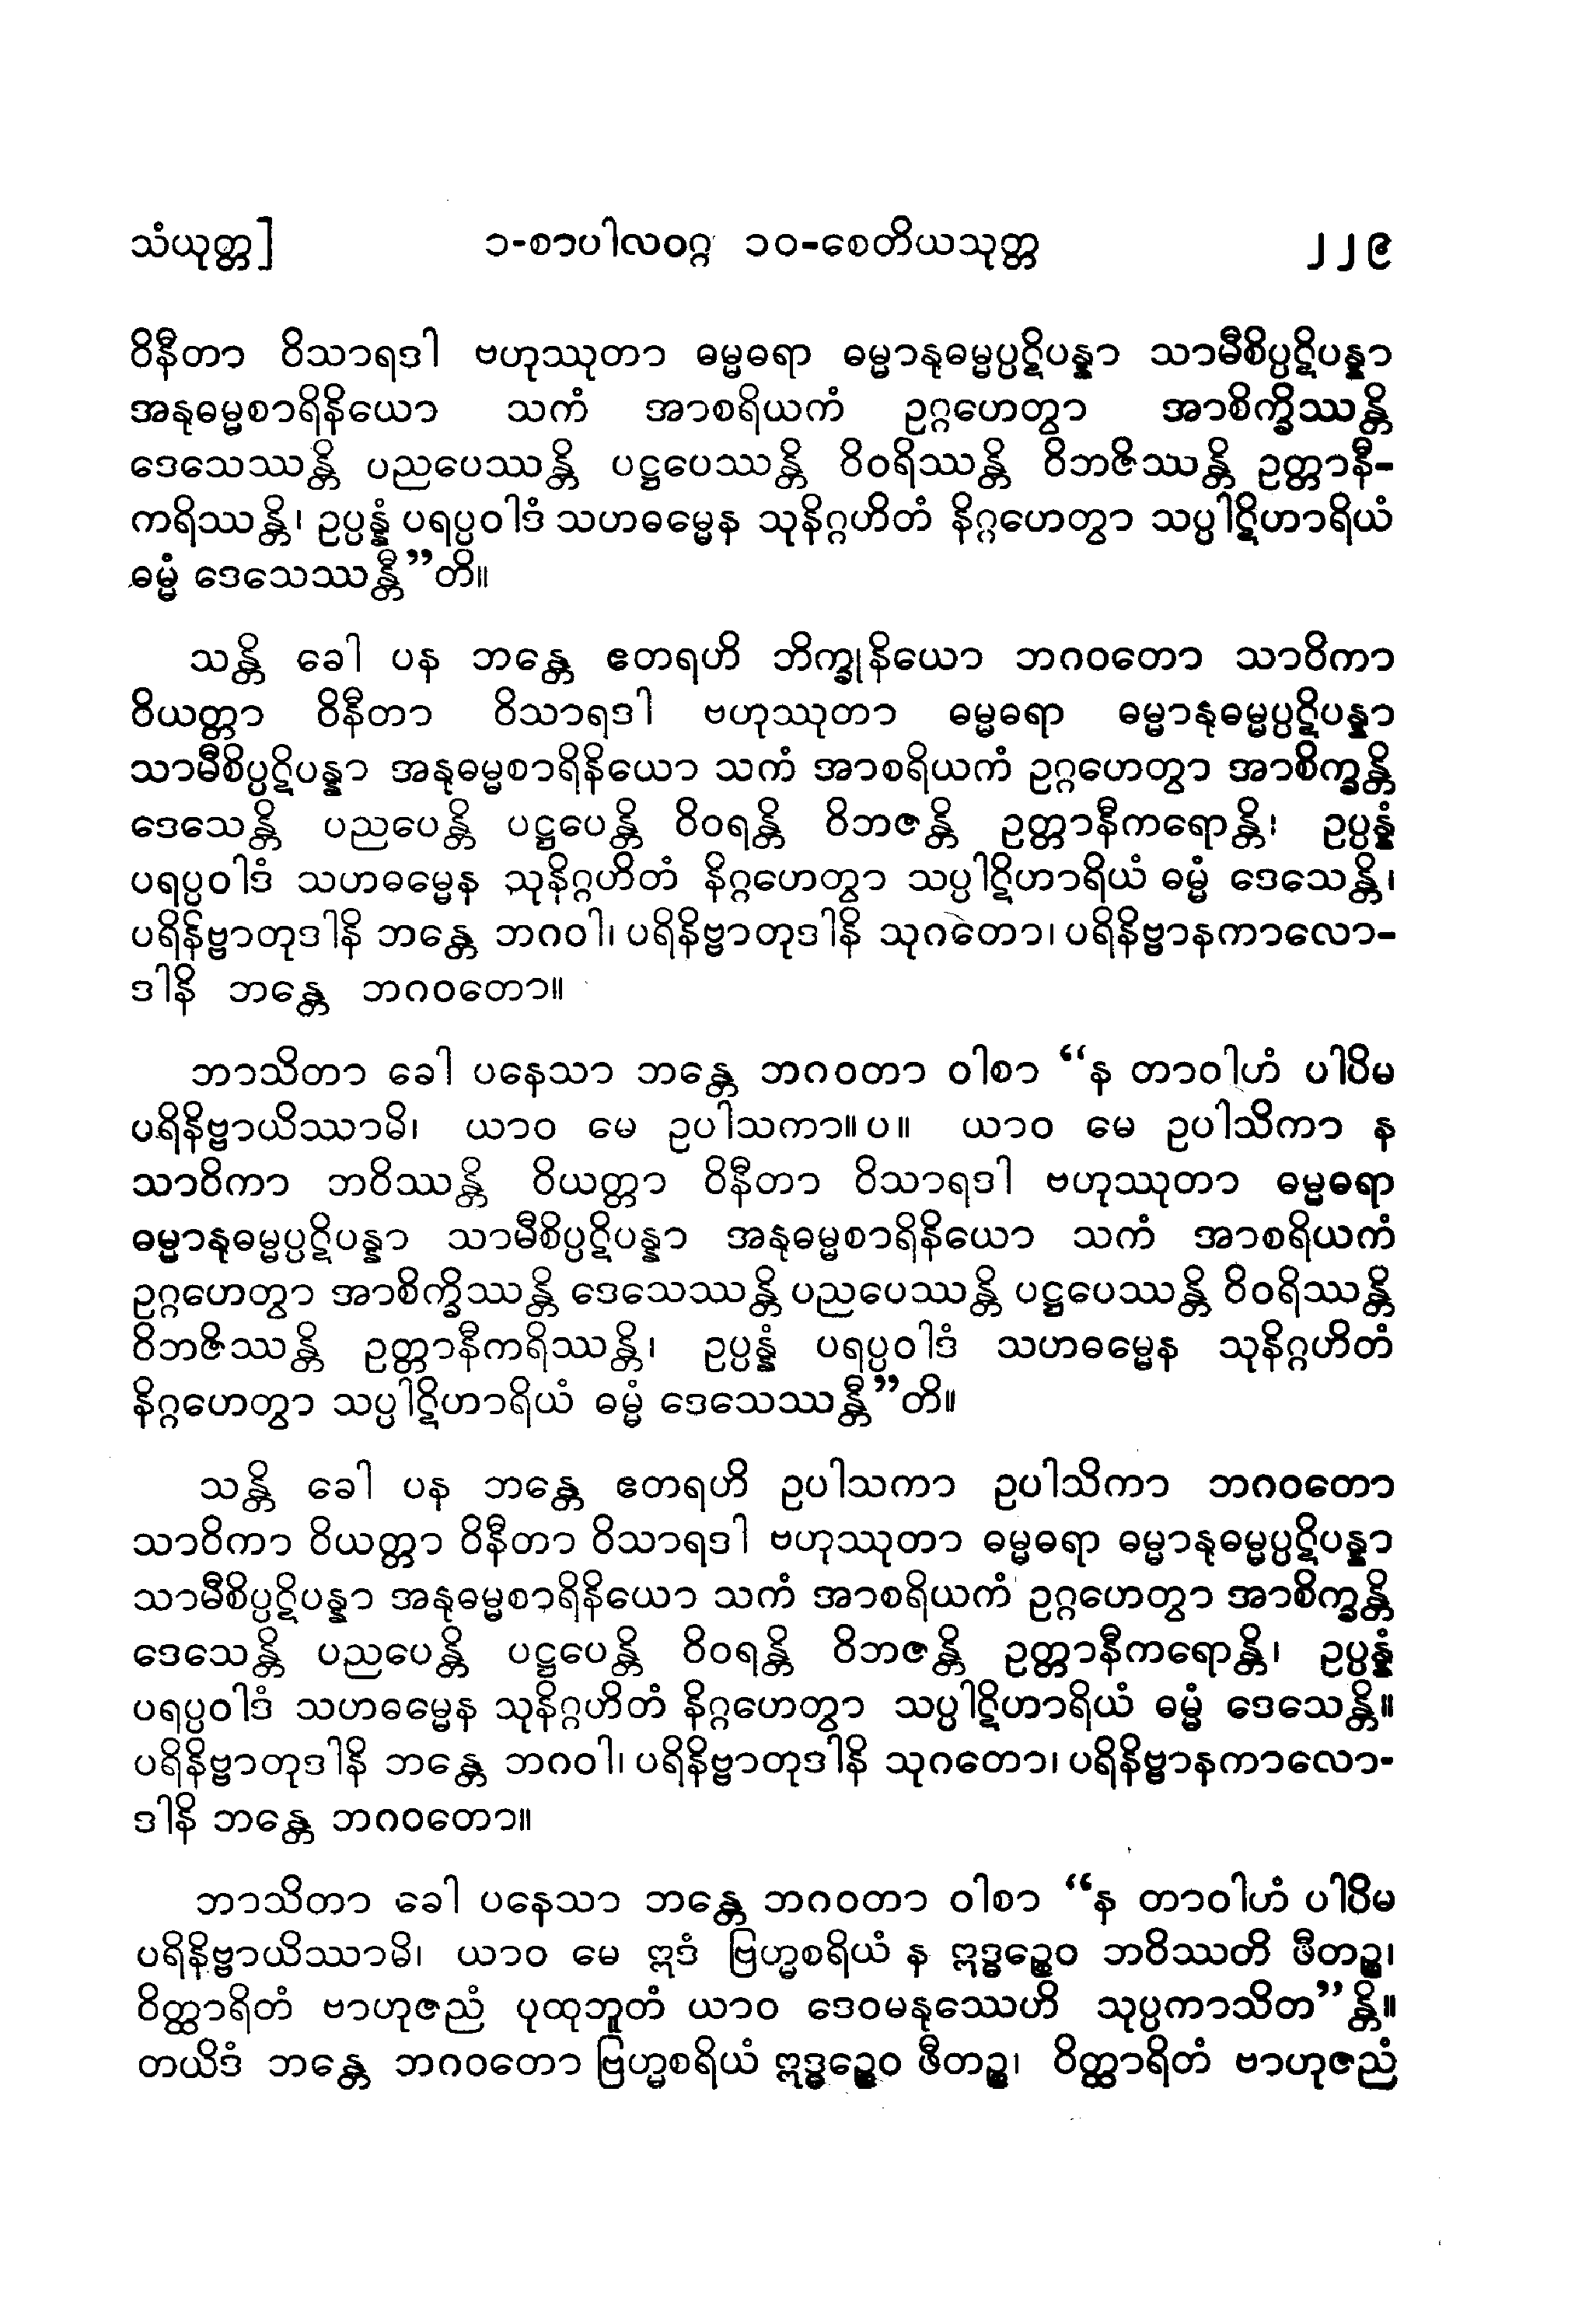 သံယုတ္တ] ၁-စာပါလဝဂ္ဂ ၁၀-စေတိယသုတ္တ ၂၂၉
ဝိနီတာ ဝိသာရဒါ ဗဟုဿုတာ ဓမ္မဓရာ ဓမ္မာနုဓမ္မပ္ပဋိပန္နာ သာမီစိပ္ပဋိပန္နာ
အနုဓမ္မစာရိနိယော သကံ အာစရိယကံ ဥဂ္ဂဟေတွာ အာစိက္ခိဿန္တိ
ဒေသေဿန္တိ ပညပေဿန္တိ ပဋ္ဌပေဿန္တိ ဝိဝရိဿန္တိ ဝိဘဇိဿန္တိ ဥတ္တာနီ-
ကရိဿန္တိ၊ ဥပ္ပန္နံ ပရပ္ပဝါဒံ သဟဓမ္မေန သုနိဂ္ဂဟိတံ နိဂ္ဂဟေတွာ သပ္ပါဋိဟာရိယံ
ဓမ္မံ ဒေသေဿန္တီ”တိ။
သန္တိ ခေါ ပန ဘန္တေ ဧတရဟိ ဘိက္ခုနိယော ဘဂဝတော သာဝိကာ
ဝိယတ္တာ ဝိနီတာ ဝိသာရဒါ ဗဟုဿုတာ ဓမ္မဓရာ ဓမ္မာနုဓမ္မပ္ပဋိပန္နာ
သာမီစိပ္ပဋိပန္နာ အနုဓမ္မစာရိနိယော သကံ အာစရိယကံ ဥဂ္ဂဟေတွာ အာစိက္ခန္တိ
ဒေသေန္တိ ပညပေန္တိ ပဋ္ဌပေန္တိ ဝိဝရန္တိ ဝိဘဇန္တိ ဥတ္တာနီကရောန္တိ၊ ဥပ္ပန္နံ
ပရပ္ပဝါဒံ သဟဓမ္မေန သုနိဂ္ဂဟိတံ နိဂ္ဂဟေတွာ သပ္ပါဋိဟာရိယံ ဓမ္မံ ဒေသေန္တိ၊
ပရိနိဗ္ဗာတုဒါနိ ဘန္တေ ဘဂဝါ၊ ပရိနိဗ္ဗာတုဒါနိ သုဂတော၊ ပရိနိဗ္ဗာနကာလော-
ဒါနိ ဘန္တေ ဘဂဝတော။
ဘာသိတာ ခေါ ပနေသာ ဘန္တေ ဘဂဝတာ ဝါစာ “န တာဝါဟံ ပါပိမ
ပရိနိဗ္ဗာယိဿာမိ၊ ယာဝ မေ ဥပါသကာ။ပ။ ယာဝ မေ ဥပါသိကာ န
သာဝိကာ ဘဝိဿန္တိ ဝိယတ္တာ ဝိနီတာ ဝိသာရဒါ ဗဟုဿုတာ ဓမ္မဓရာ
ဓမ္မာနုဓမ္မပ္ပဋိပန္နာ သာမီစိပ္ပဋိပန္နာ အနုဓမ္မစာရိနိယော သကံ အာစရိယကံ
ဥဂ္ဂဟေတွာ အာစိက္ခိဿန္တိ ဒေသေဿန္တိ ပညပေဿန္တိ ပဋ္ဌပေဿန္တိ ဝိဝရိဿန္တိ
ဝိဘဇိဿန္တိ ဥတ္တာနီကရိဿန္တိ၊ ဥပ္ပန္နံ ပရပ္ပဝါဒံ သဟဓမ္မေန သုနိဂ္ဂဟိတံ
နိဂ္ဂဟေတွာ သပ္ပါဋိဟာရိယံ ဓမ္မံ ဒေသေဿန္တီ”တိ။
သန္တိ ခေါ ပန ဘန္တေ ဧတရဟိ ဥပါသကာ ဥပါသိကာ ဘဂဝတော
သာဝိကာ ဝိယတ္တာ ဝိနီတာ ဝိသာရဒါ ဗဟုဿုတာ ဓမ္မဓရာ ဓမ္မာနုဓမ္မပ္ပဋိပန္နာ
သာမီစိပ္ပဋိပန္နာ အနုဓမ္မစာရိနိယော သကံ အာစရိယကံ ဥဂ္ဂဟေတွာ အာစိက္ခန္တိ
ဒေသေန္တိ ပညပေန္တိ ပဋ္ဌပေန္တိ ဝိဝရန္တိ ဝိဘဇန္တိ ဥတ္တာနီကရောန္တိ၊ ဥပ္ပန္နံ
ပရပ္ပဝါဒံ သဟဓမ္မေန သုနိဂ္ဂဟိတံ နိဂ္ဂဟေတွာ သပ္ပါဋိဟာရိယံ ဓမ္မံ ဒေသေန္တိ။
ပရိနိဗ္ဗာတုဒါနိ ဘန္တေ ဘဂဝါ၊ ပရိနိဗ္ဗာတုဒါနိ သုဂတော၊ ပရိနိဗ္ဗာနကာလော-
ဒါနိ ဘန္တေ ဘဂဝတော။
ဘာသိတာ ခေါ ပနေသာ ဘန္တေ ဘဂဝတာ ဝါစာ “န တာဝါဟံ ပါပိမ
ပရိနိဗ္ဗာယိဿာမိ၊ ယာဝ မေ ဣဒံ ဗြဟ္မစရိယံ န ဣဒ္ဓဉ္စေဝ ဘဝိဿတိ ဖီတဉ္စ၊
ဝိတ္ထာရိတံ ဗာဟုဇညံ ပုထုဘူတံ ယာဝ ဒေဝမနုဿေဟိ သုပ္ပကာသိတ”န္တိ။
တယိဒံ ဘန္တေ ဘဂဝတော ဗြဟ္မစရိယံ ဣဒ္ဓဉ္စေဝ ဖီတဉ္စ၊ ဝိတ္ထာရိတံ ဗာဟုဇညံ